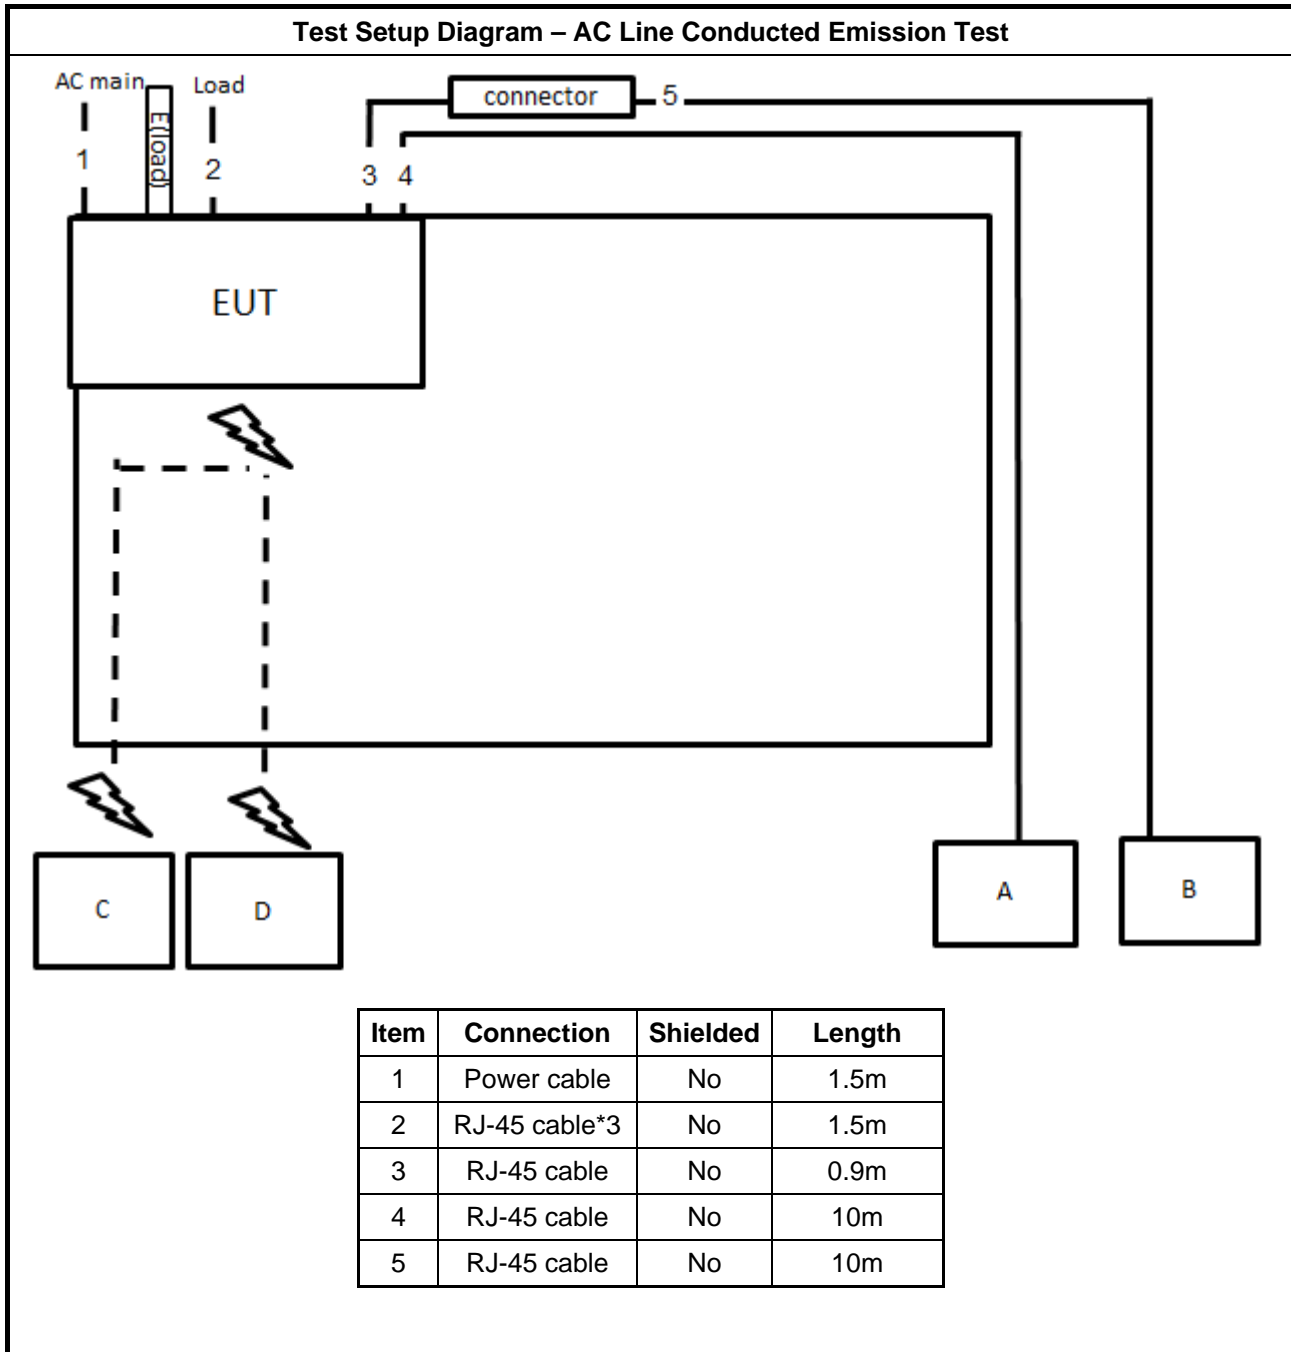 Test Setup Diagram – AC Line Conducted Emission Test
AC main
E(load)
Load
connector
5
1
2
3
4
EUT
C
D
A
B
Item Connection Shielded Length
1 Power cable No 1.5m
2 RJ-45 cable*3 No 1.5m
3 RJ-45 cable No 0.9m
4 RJ-45 cable No 10m
5 RJ-45 cable No 10m